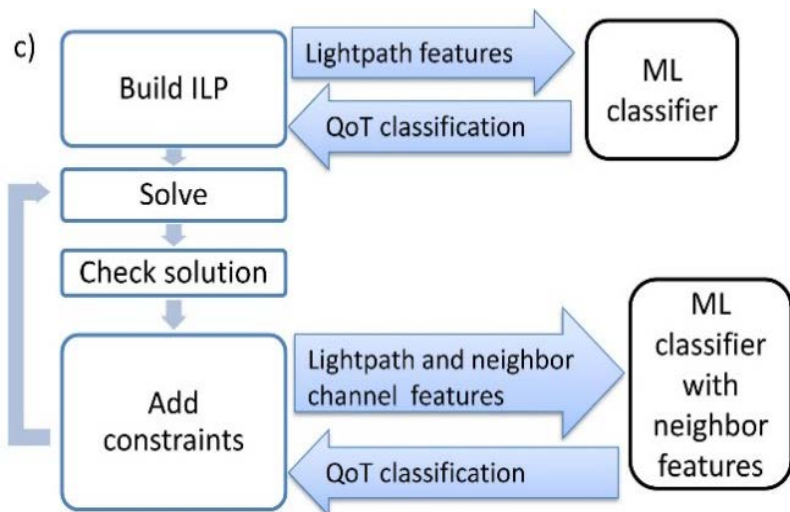 c)
Build ILP
Lightpath features
QoT classification
ML
classifier
Solve
Check solution
Add
constraints
Lightpath and neighbor
channel features
QoT classification
ML
classifier
with
neighbor
features